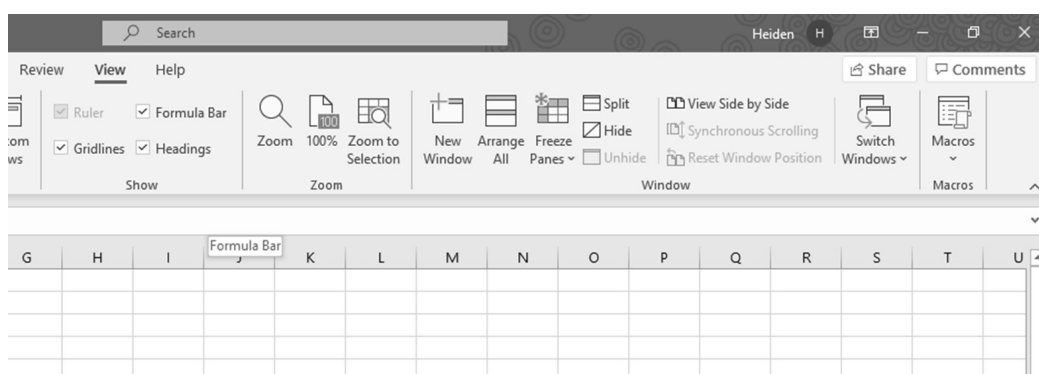 Search
Heiden H
Review View Help Share Comments
Ruler Formula Bar
Gridlines Headings
Show
Zoom 100% Zoom to Selection
Zoom
New Window Arrange All Freeze Panes
Split
Hide
Unhide
View Side by Side
Synchronous Scrolling
Reset Window Position
Switch Windows
Window
Macros
Macros
Formula Bar
G H I J K L M N O P Q R S T U